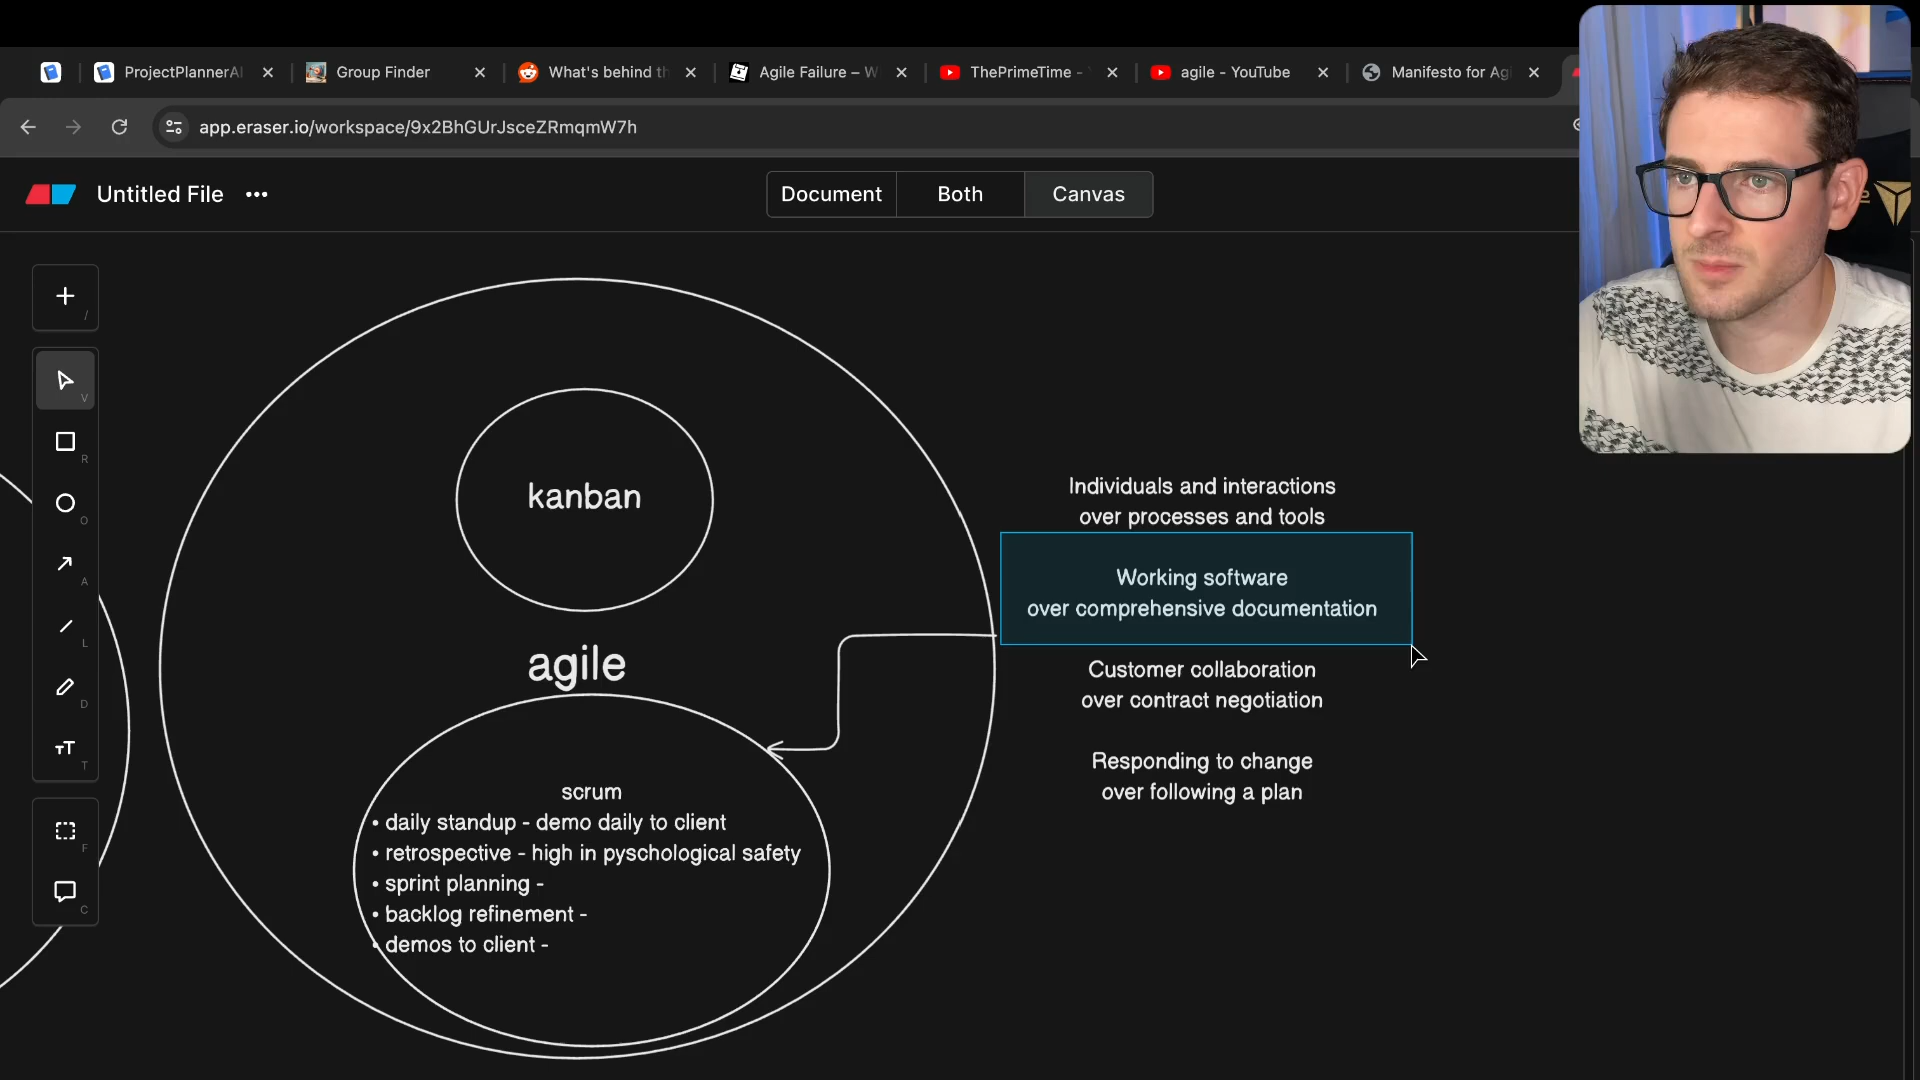 ProjectPlannerAI
Group Finder
What's behind th
Agile Failure – W
ThePrimeTime -
agile - YouTube
Manifesto for Ag
app.eraser.io/workspace/9x2BhGUrJsceZRmqmW7h
Untitled File
Document
Both
Canvas
/
V
R
O
A
L
D
T
F
C
kanban
agile
scrum
• daily standup - demo daily to client
• retrospective - high in pyschological safety
• sprint planning -
• backlog refinement -
• demos to client -
Individuals and interactions
over processes and tools
Working software
over comprehensive documentation
Customer collaboration
over contract negotiation
Responding to change
over following a plan